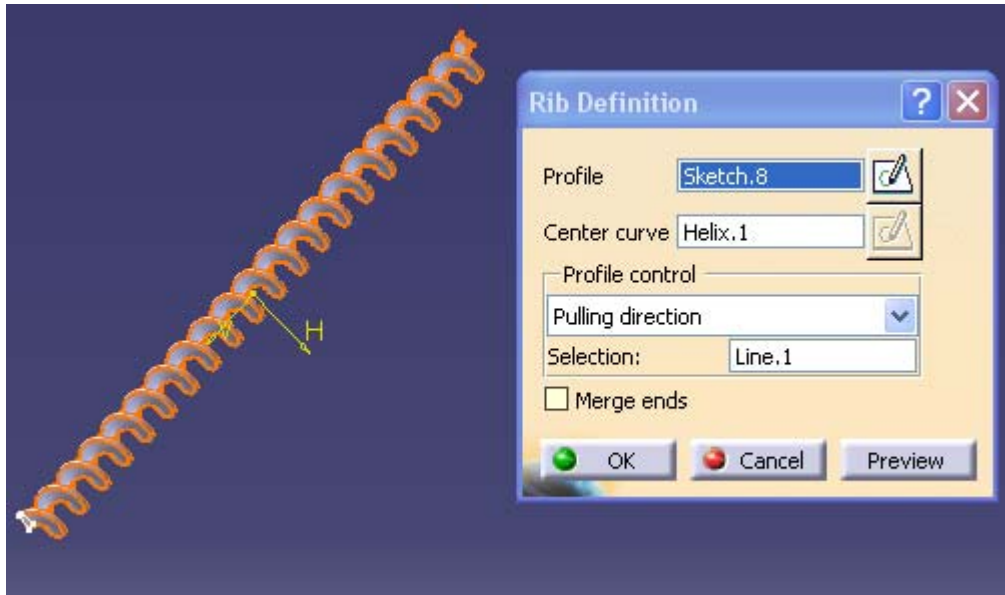 Rib Definition
Profile Sketch.8
Center curve Helix.1
Profile control
Pulling direction
Selection: Line.1
Merge ends
OK Cancel Preview
H